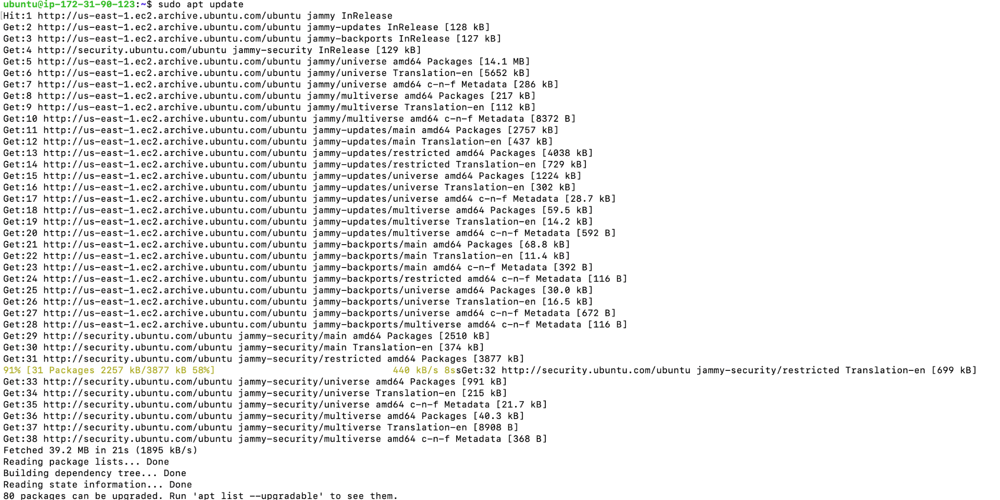 ubuntu@ip-172-31-90-123:~$ sudo apt update
Hit:1 http://us-east-1.ec2.archive.ubuntu.com/ubuntu jammy InRelease
Get:2 http://us-east-1.ec2.archive.ubuntu.com/ubuntu jammy-updates InRelease [128 kB]
Get:3 http://us-east-1.ec2.archive.ubuntu.com/ubuntu jammy-backports InRelease [127 kB]
Get:4 http://security.ubuntu.com/ubuntu jammy-security InRelease [129 kB]
Get:5 http://us-east-1.ec2.archive.ubuntu.com/ubuntu jammy/universe amd64 Packages [14.1 MB]
Get:6 http://us-east-1.ec2.archive.ubuntu.com/ubuntu jammy/universe Translation-en [5652 kB]
Get:7 http://us-east-1.ec2.archive.ubuntu.com/ubuntu jammy/universe amd64 c-n-f Metadata [286 kB]
Get:8 http://us-east-1.ec2.archive.ubuntu.com/ubuntu jammy/multiverse amd64 Packages [217 kB]
Get:9 http://us-east-1.ec2.archive.ubuntu.com/ubuntu jammy/multiverse Translation-en [112 kB]
Get:10 http://us-east-1.ec2.archive.ubuntu.com/ubuntu jammy/multiverse amd64 c-n-f Metadata [8372 B]
Get:11 http://us-east-1.ec2.archive.ubuntu.com/ubuntu jammy-updates/main amd64 Packages [2757 kB]
Get:12 http://us-east-1.ec2.archive.ubuntu.com/ubuntu jammy-updates/main Translation-en [437 kB]
Get:13 http://us-east-1.ec2.archive.ubuntu.com/ubuntu jammy-updates/restricted amd64 Packages [4038 kB]
Get:14 http://us-east-1.ec2.archive.ubuntu.com/ubuntu jammy-updates/restricted Translation-en [729 kB]
Get:15 http://us-east-1.ec2.archive.ubuntu.com/ubuntu jammy-updates/universe amd64 Packages [1224 kB]
Get:16 http://us-east-1.ec2.archive.ubuntu.com/ubuntu jammy-updates/universe Translation-en [302 kB]
Get:17 http://us-east-1.ec2.archive.ubuntu.com/ubuntu jammy-updates/universe amd64 c-n-f Metadata [28.7 kB]
Get:18 http://us-east-1.ec2.archive.ubuntu.com/ubuntu jammy-updates/multiverse amd64 Packages [59.5 kB]
Get:19 http://us-east-1.ec2.archive.ubuntu.com/ubuntu jammy-updates/multiverse Translation-en [14.2 kB]
Get:20 http://us-east-1.ec2.archive.ubuntu.com/ubuntu jammy-updates/multiverse amd64 c-n-f Metadata [592 B]
Get:21 http://us-east-1.ec2.archive.ubuntu.com/ubuntu jammy-backports/main amd64 Packages [68.8 kB]
Get:22 http://us-east-1.ec2.archive.ubuntu.com/ubuntu jammy-backports/main Translation-en [11.4 kB]
Get:23 http://us-east-1.ec2.archive.ubuntu.com/ubuntu jammy-backports/main amd64 c-n-f Metadata [392 B]
Get:24 http://us-east-1.ec2.archive.ubuntu.com/ubuntu jammy-backports/restricted amd64 c-n-f Metadata [116 B]
Get:25 http://us-east-1.ec2.archive.ubuntu.com/ubuntu jammy-backports/universe amd64 Packages [30.0 kB]
Get:26 http://us-east-1.ec2.archive.ubuntu.com/ubuntu jammy-backports/universe Translation-en [16.5 kB]
Get:27 http://us-east-1.ec2.archive.ubuntu.com/ubuntu jammy-backports/universe amd64 c-n-f Metadata [672 B]
Get:28 http://us-east-1.ec2.archive.ubuntu.com/ubuntu jammy-backports/multiverse amd64 c-n-f Metadata [116 B]
Get:29 http://security.ubuntu.com/ubuntu jammy-security/main amd64 Packages [2510 kB]
Get:30 http://security.ubuntu.com/ubuntu jammy-security/main Translation-en [374 kB]
Get:31 http://security.ubuntu.com/ubuntu jammy-security/restricted amd64 Packages [3877 kB]
91% [31 Packages 2257 kB/3877 kB 58%] 440 kB/s 8ssGet:32 http://security.ubuntu.com/ubuntu jammy-security/restricted Translation-en [699 kB]
Get:33 http://security.ubuntu.com/ubuntu jammy-security/universe amd64 Packages [991 kB]
Get:34 http://security.ubuntu.com/ubuntu jammy-security/universe Translation-en [215 kB]
Get:35 http://security.ubuntu.com/ubuntu jammy-security/universe amd64 c-n-f Metadata [21.7 kB]
Get:36 http://security.ubuntu.com/ubuntu jammy-security/multiverse amd64 Packages [40.3 kB]
Get:37 http://security.ubuntu.com/ubuntu jammy-security/multiverse Translation-en [8908 B]
Get:38 http://security.ubuntu.com/ubuntu jammy-security/multiverse amd64 c-n-f Metadata [368 B]
Fetched 39.2 MB in 21s (1895 kB/s)
Reading package lists... Done
Building dependency tree... Done
Reading state information... Done
80 packages can be upgraded. Run 'apt list --upgradable' to see them.